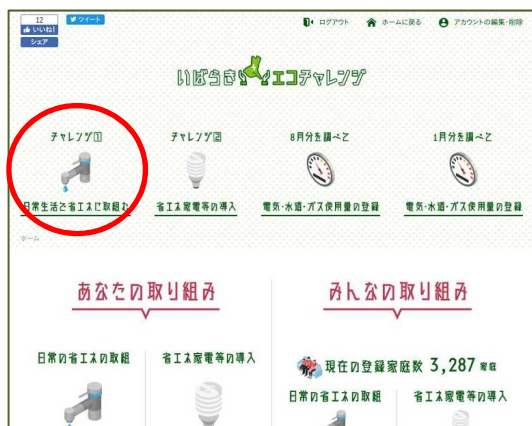 12
いいね!
シェア
ツイート
ログアウト
ホームに戻る
アカウントの編集・削除
いばらきエコチャレンジ
チャレンジ①
日常生活で省エネに取組む
チャレンジ②
省エネ家電等の導入
8月分を調べて
電気・水道・ガス使用量の登録
1月分を調べて
電気・水道・ガス使用量の登録
ホーム
あなたの取り組み
日常の省エネの取組
省エネ家電等の導入
みんなの取り組み
現在の登録家庭数 3,287 家庭
日常の省エネの取組
省エネ家電等の導入